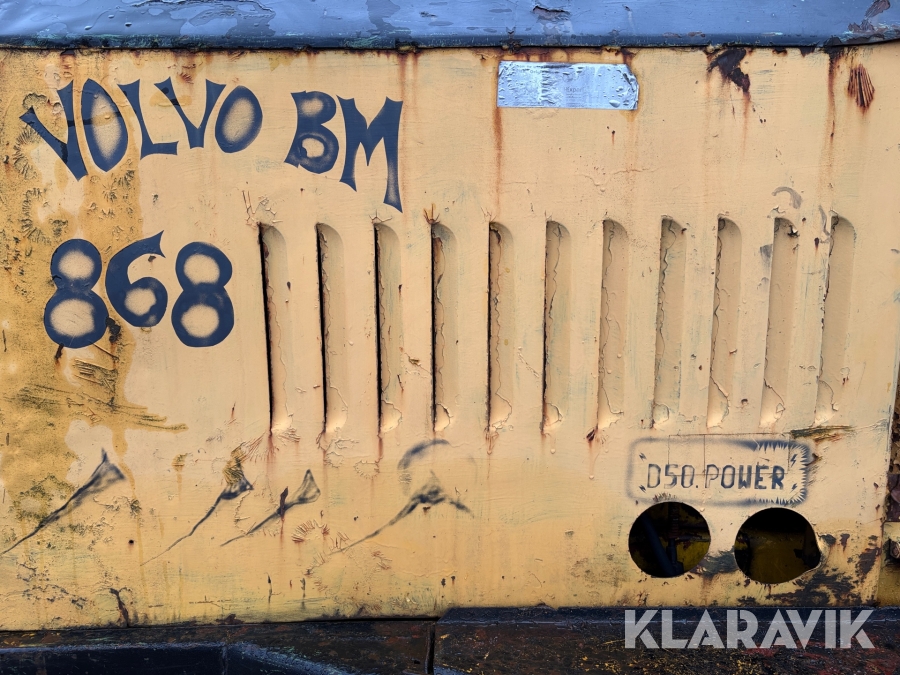 VOLVO BM
868
D50.POWER
KLARAVIK